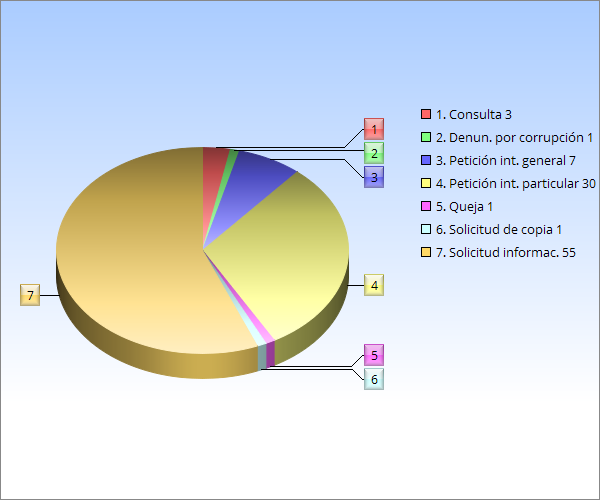 1. Consulta 3
2. Denun. por corrupción 1
3. Petición int. general 7
4. Petición int. particular 30
5. Queja 1
6. Solicitud de copia 1
7. Solicitud informac. 55
1
2
3
4
5
6
7